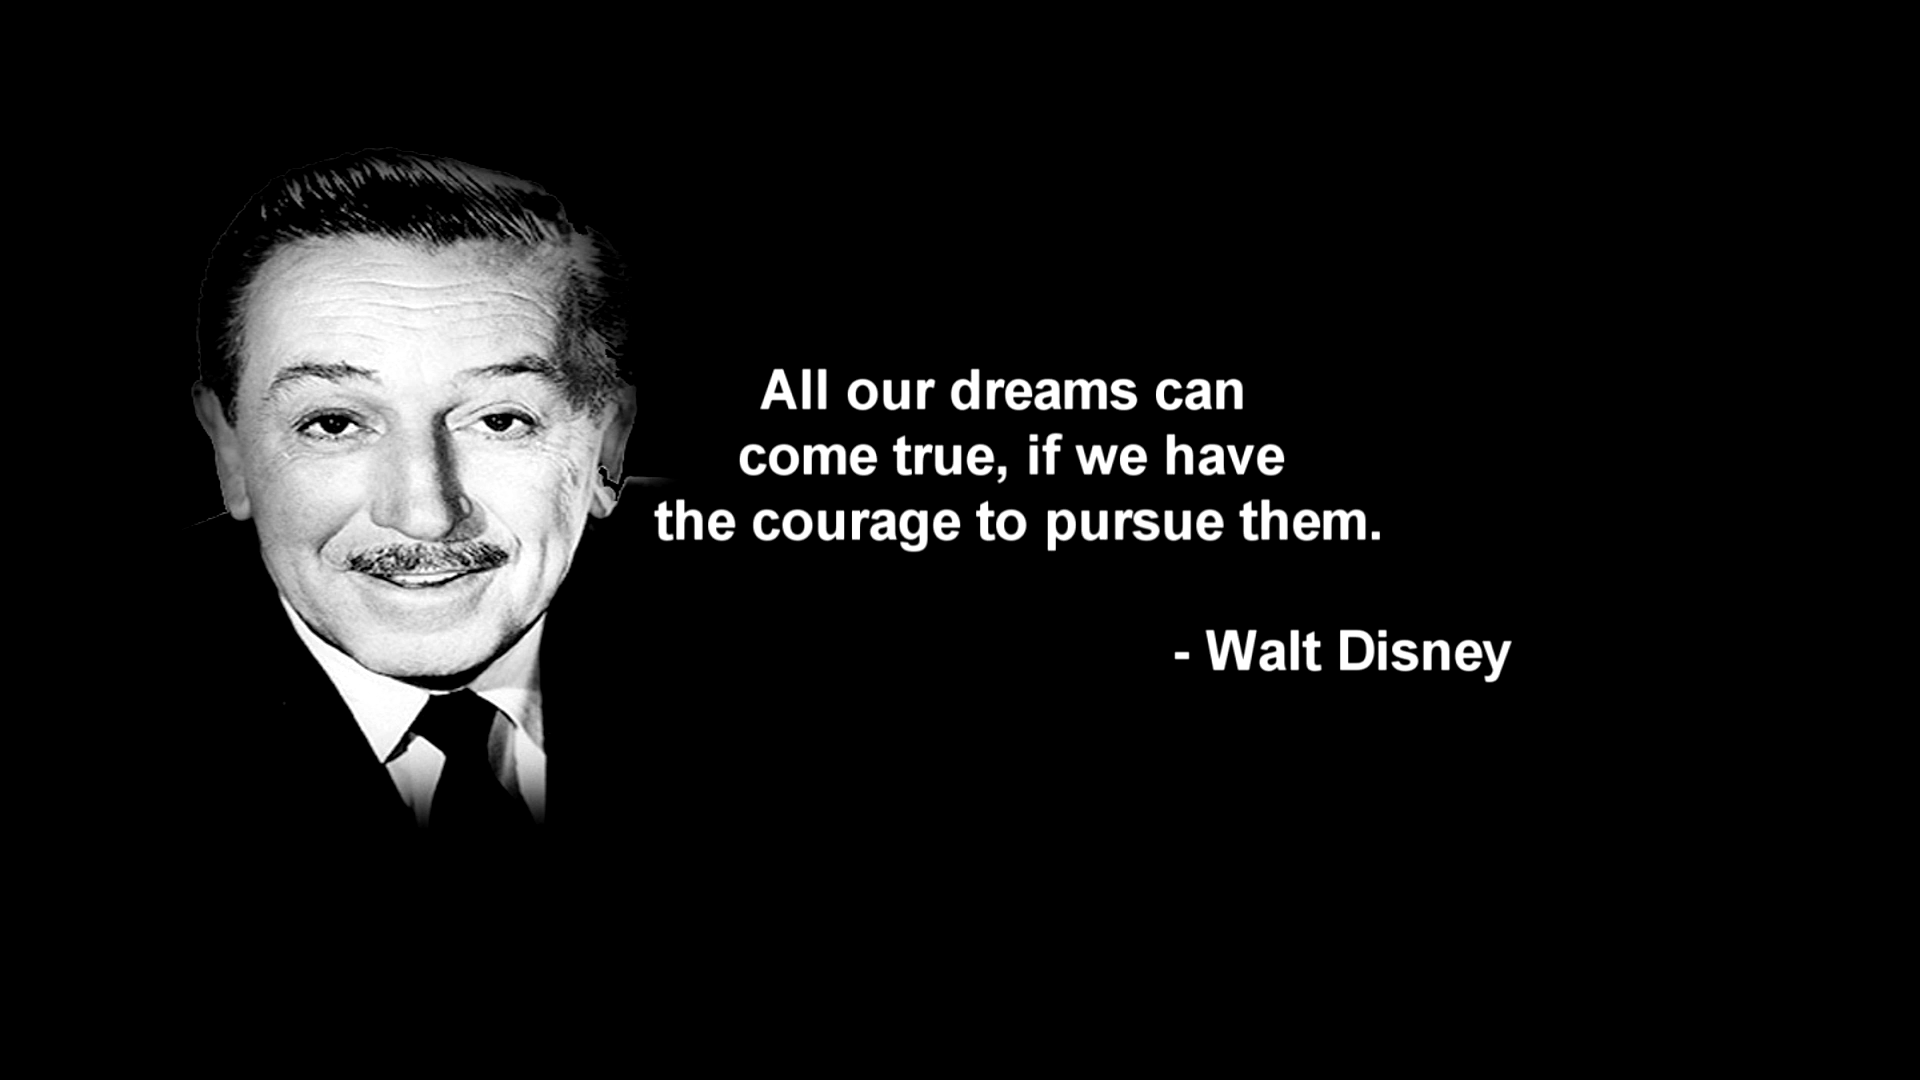 All our dreams can
come true, if we have
the courage to pursue them.
- Walt Disney